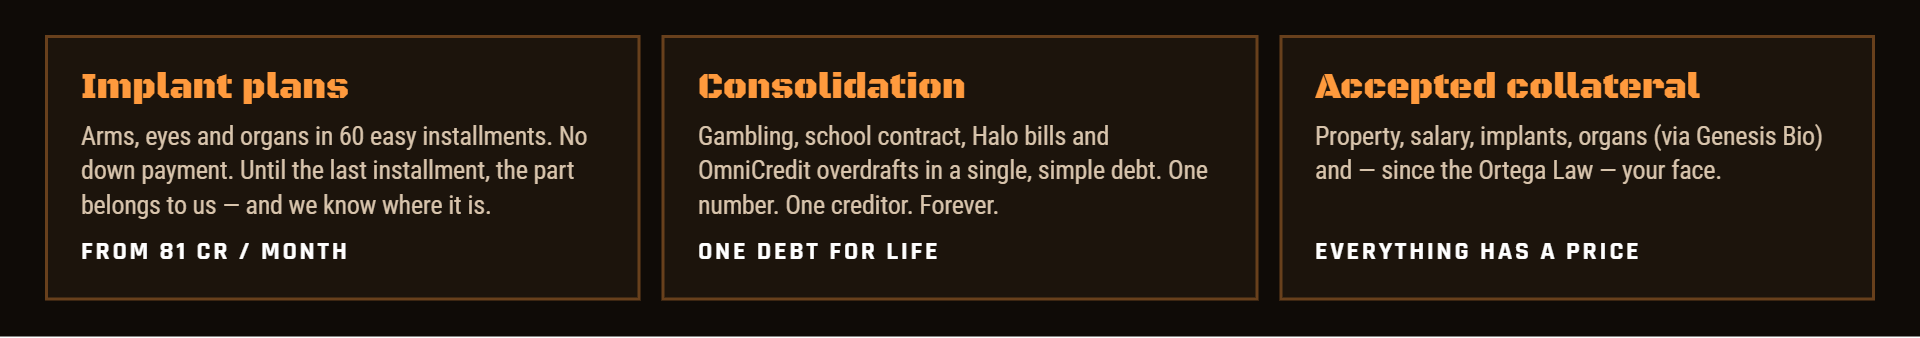 Implant plans
Arms, eyes and organs in 60 easy installments. No
down payment. Until the last installment, the part
belongs to us — and we know where it is.
FROM 81 CR / MONTH
Consolidation
Gambling, school contract, Halo bills and
OmniCredit overdrafts in a single, simple debt. One
number. One creditor. Forever.
ONE DEBT FOR LIFE
Accepted collateral
Property, salary, implants, organs (via Genesis Bio)
and — since the Ortega Law — your face.
EVERYTHING HAS A PRICE